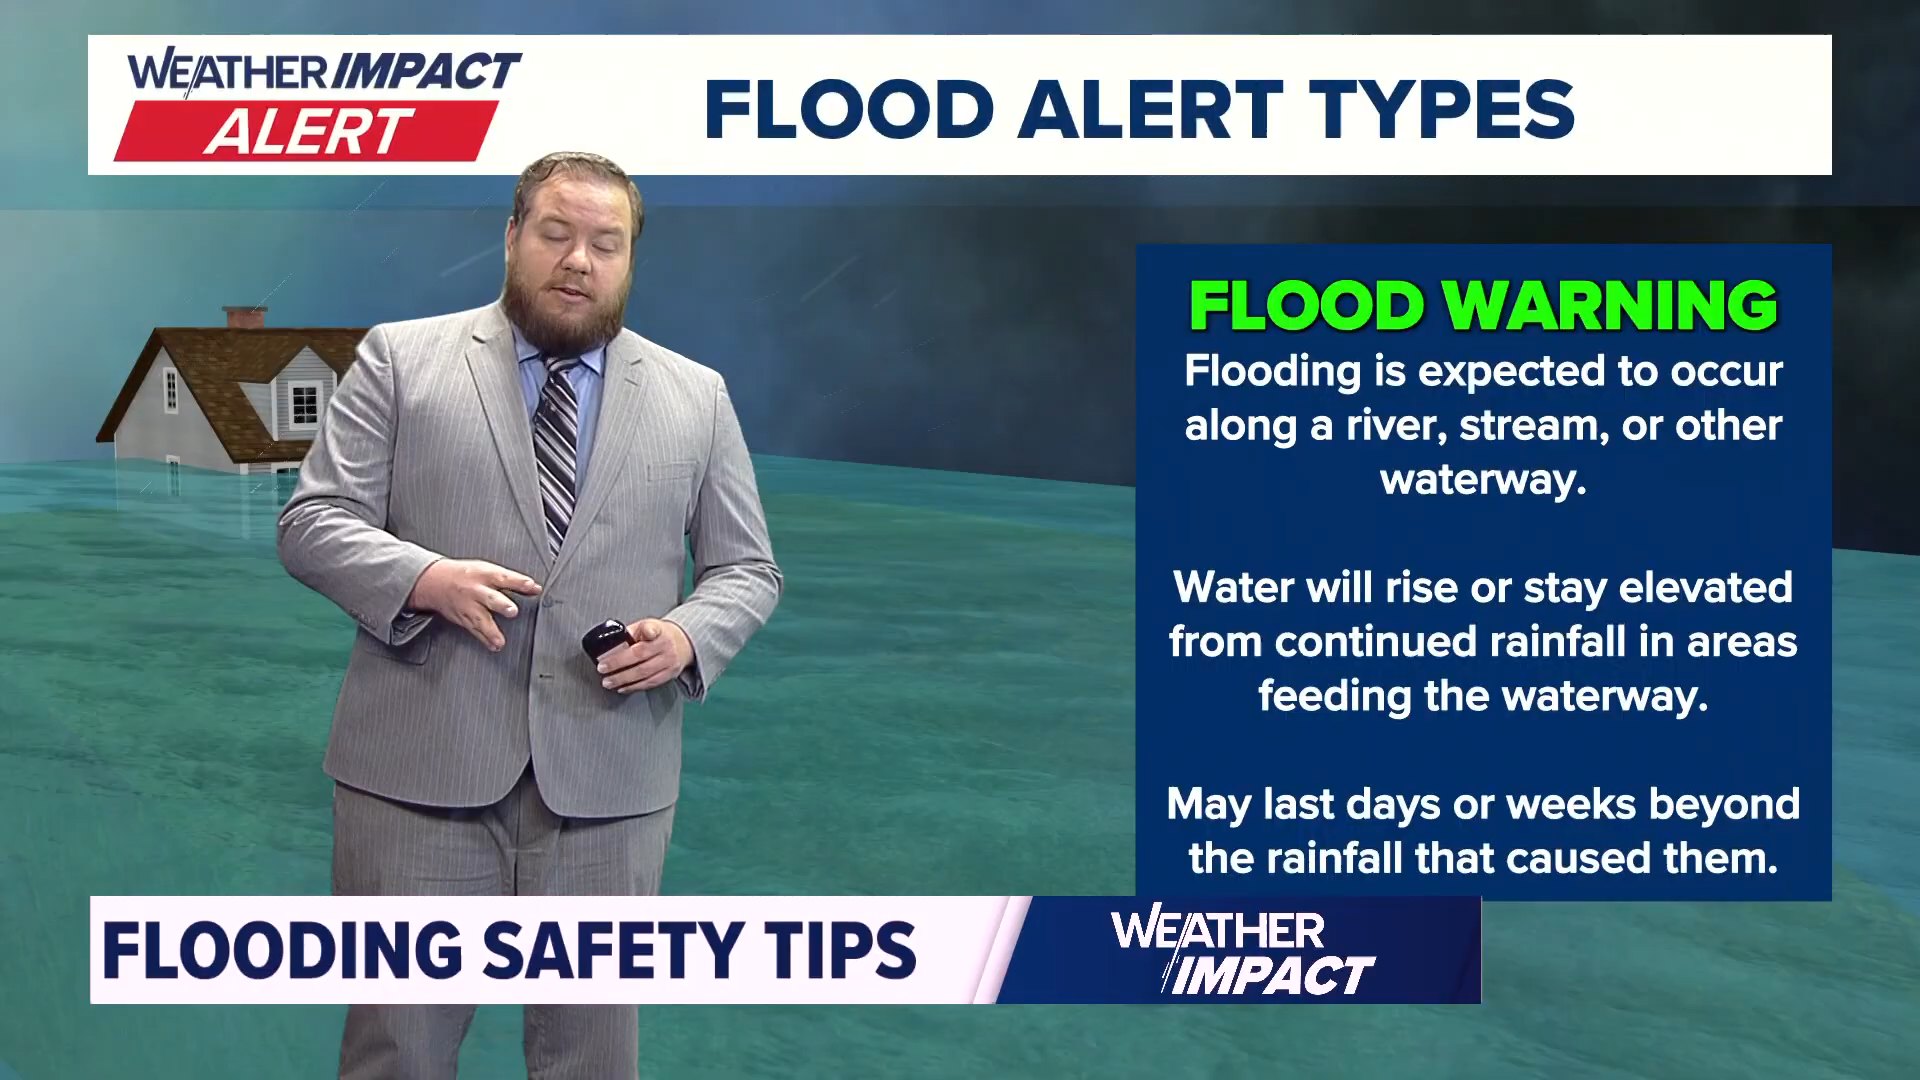 WEATHER IMPACT
ALERT
FLOOD ALERT TYPES
FLOOD WARNING
Flooding is expected to occur
along a river, stream, or other
waterway.
Water will rise or stay elevated
from continued rainfall in areas
feeding the waterway.
May last days or weeks beyond
the rainfall that caused them.
FLOODING SAFETY TIPS
WEATHER
IMPACT